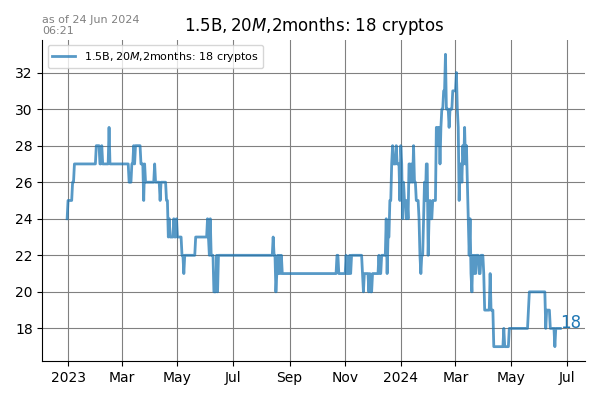 as of 24 Jun 2024
06:21
1.5B, 20M,2months: 18 cryptos
1.5B, 20M,2months: 18 cryptos
32
30
28
26
24
22
20
18
18
2023
Mar
May
Jul
Sep
Nov
2024
Mar
May
Jul